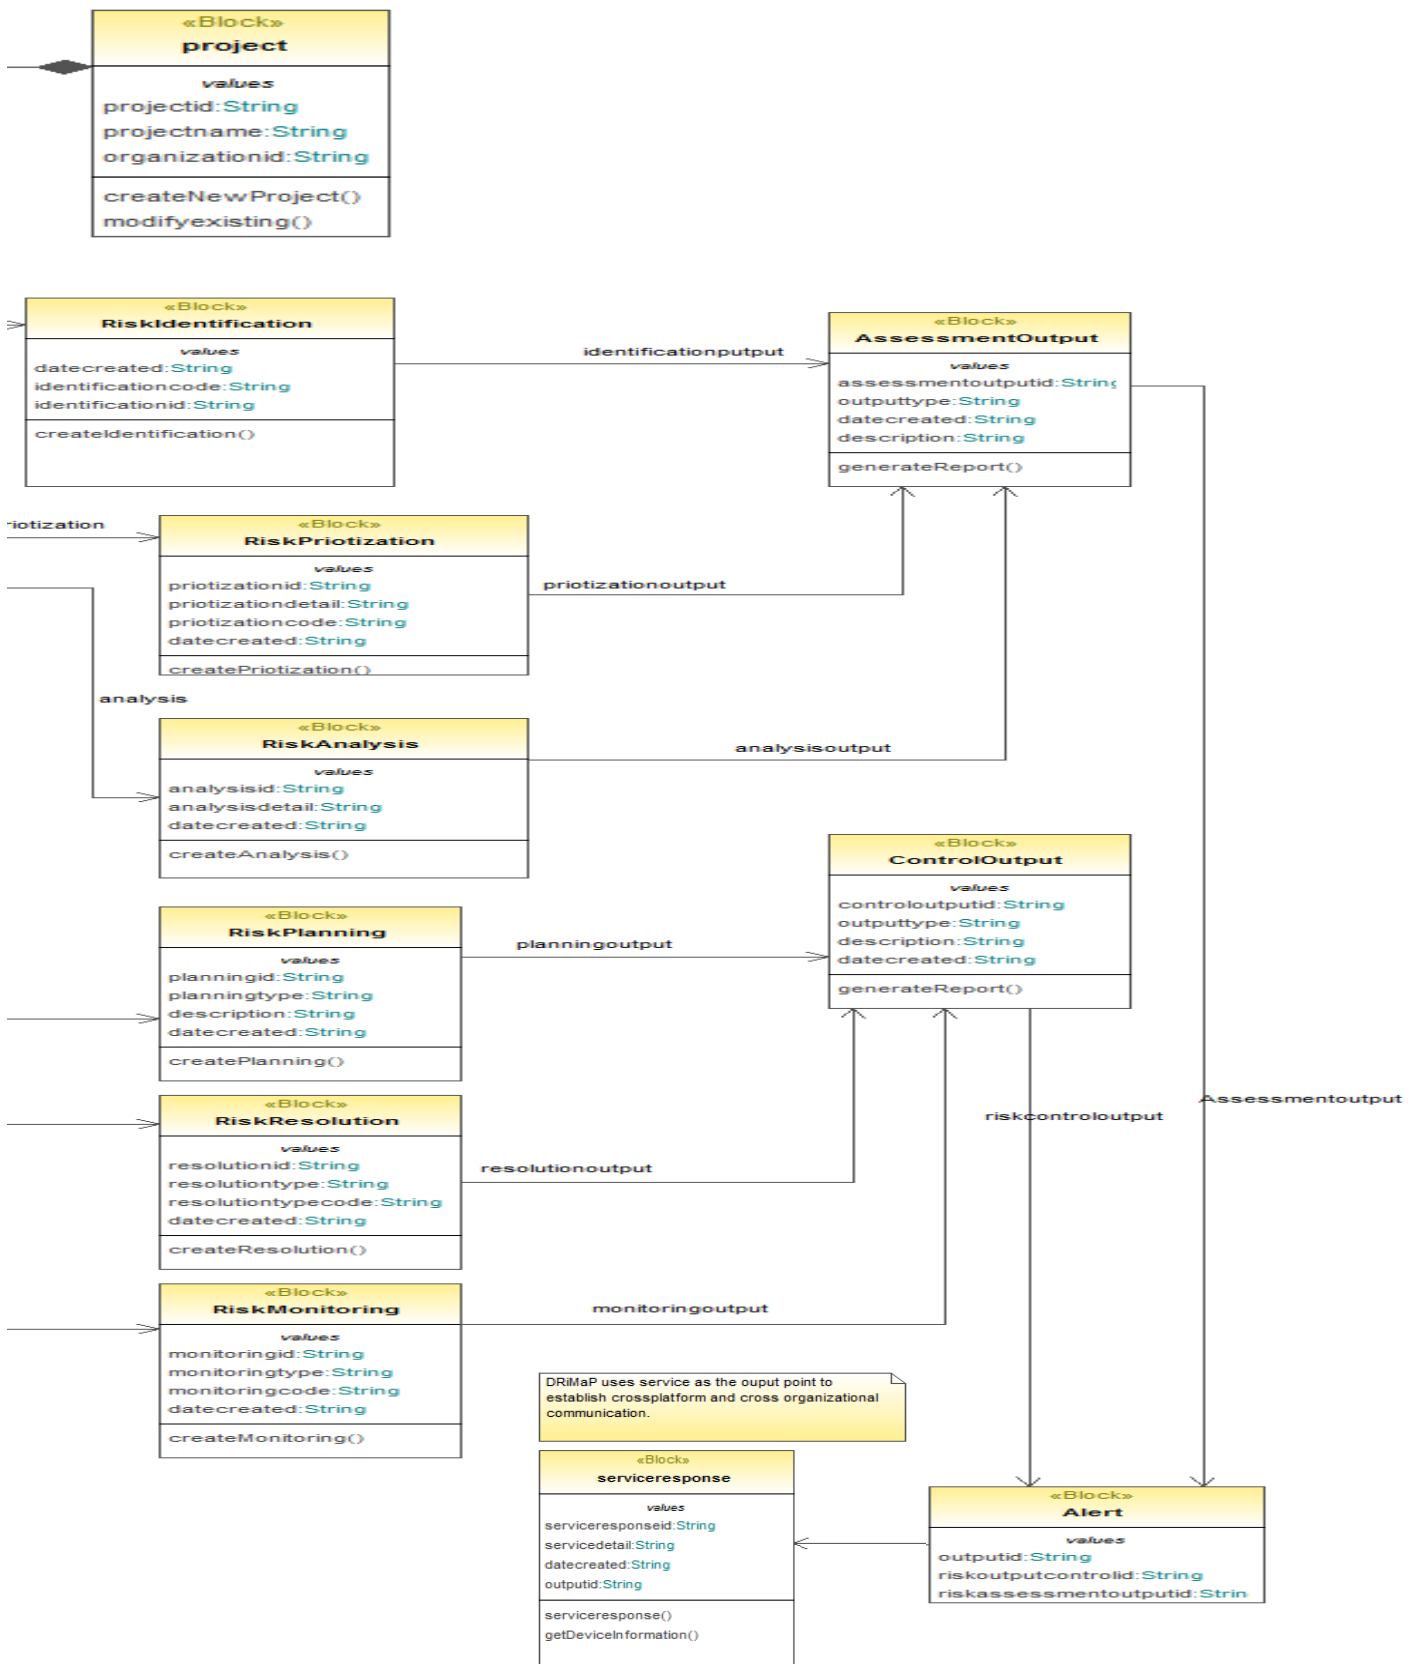 «Block»
project
values
projectid:String
projectname:String
organizationid:String
createNewProject()
modifyexisting()
«Block»
RiskIdentification
values
datecreated:String
identificationcode:String
identificationid:String
createIdentification()
identificationputput
«Block»
AssessmentOutput
values
assessmentoutputid:String
outputtype:String
datecreated:String
description:String
generateReport()
riotization
«Block»
RiskPriotization
values
priotizationid:String
priotizationdetail:String
priotizationcode:String
datecreated:String
createPriotization()
priotizationoutput
analysis
«Block»
RiskAnalysis
values
analysisid:String
analysisdetail:String
datecreated:String
createAnalysis()
analysisoutput
«Block»
ControlOutput
values
controloutputid:String
outputtype:String
description:String
datecreated:String
generateReport()
«Block»
RiskPlanning
values
planningid:String
planningtype:String
description:String
datecreated:String
createPlanning()
planningoutput
riskcontroloutput
Assessmentoutput
«Block»
RiskResolution
values
resolutionid:String
resolutiontype:String
resolutiontypecode:String
datecreated:String
createResolution()
resolutionoutput
«Block»
RiskMonitoring
values
monitoringid:String
monitoringtype:String
monitoringcode:String
datecreated:String
createMonitoring()
monitoringoutput
DRiMaP uses service as the ouput point to
establish crossplatform and cross organizational
communication.
«Block»
serviceresponse
values
serviceresponseid:String
servicedetail:String
datecreated:String
outputid:String
serviceresponse()
getDeviceInformation()
«Block»
Alert
values
outputid:String
riskoutputcontrolid:String
riskassessmentoutputid:Strin